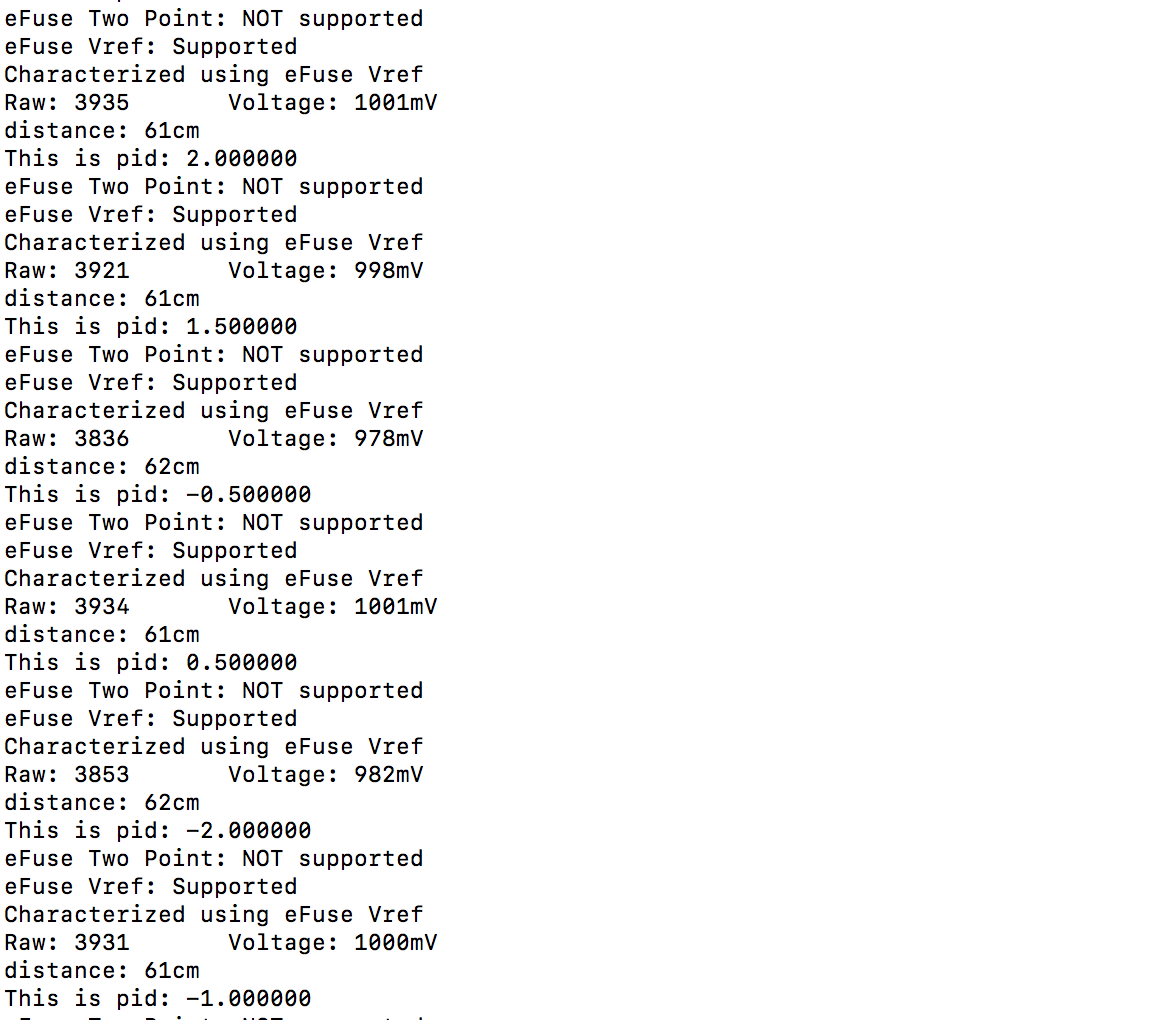 eFuse Two Point: NOT supported
eFuse Vref: Supported
Characterized using eFuse Vref
Raw: 3935       Voltage: 1001mV
distance: 61cm
This is pid: 2.000000
eFuse Two Point: NOT supported
eFuse Vref: Supported
Characterized using eFuse Vref
Raw: 3921       Voltage: 998mV
distance: 61cm
This is pid: 1.500000
eFuse Two Point: NOT supported
eFuse Vref: Supported
Characterized using eFuse Vref
Raw: 3836       Voltage: 978mV
distance: 62cm
This is pid: -0.500000
eFuse Two Point: NOT supported
eFuse Vref: Supported
Characterized using eFuse Vref
Raw: 3934       Voltage: 1001mV
distance: 61cm
This is pid: 0.500000
eFuse Two Point: NOT supported
eFuse Vref: Supported
Characterized using eFuse Vref
Raw: 3853       Voltage: 982mV
distance: 62cm
This is pid: -2.000000
eFuse Two Point: NOT supported
eFuse Vref: Supported
Characterized using eFuse Vref
Raw: 3931       Voltage: 1000mV
distance: 61cm
This is pid: -1.000000